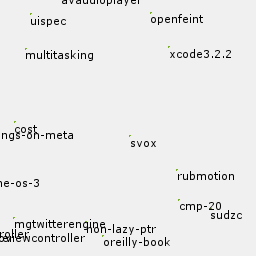 avaudioplayer
uispec
openfeint
multitasking
xcode3.2.2
cost
ngs-on-meta
svox
rubmotion
ne-os-3
cmp-20
sudzc
mgtwitterengine
non-lazy-ptr
roller
viewcontroller
oreilly-book